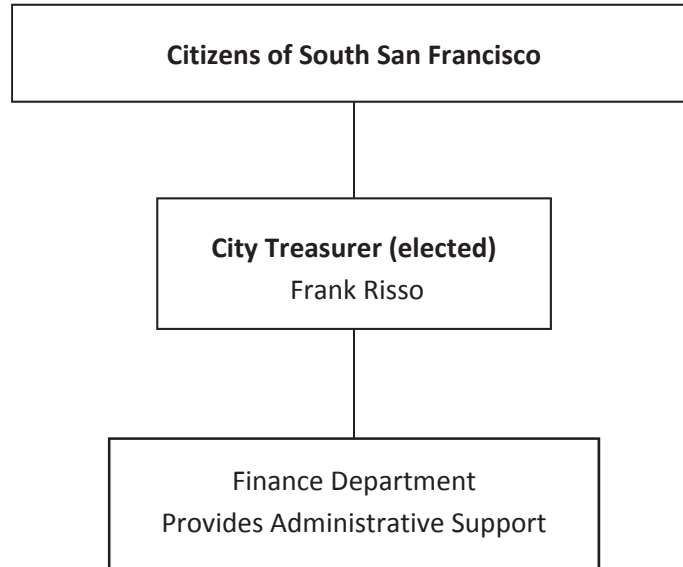 Citizens of South San Francisco
City Treasurer (elected)
Frank Risso
Finance Department
Provides Administrative Support